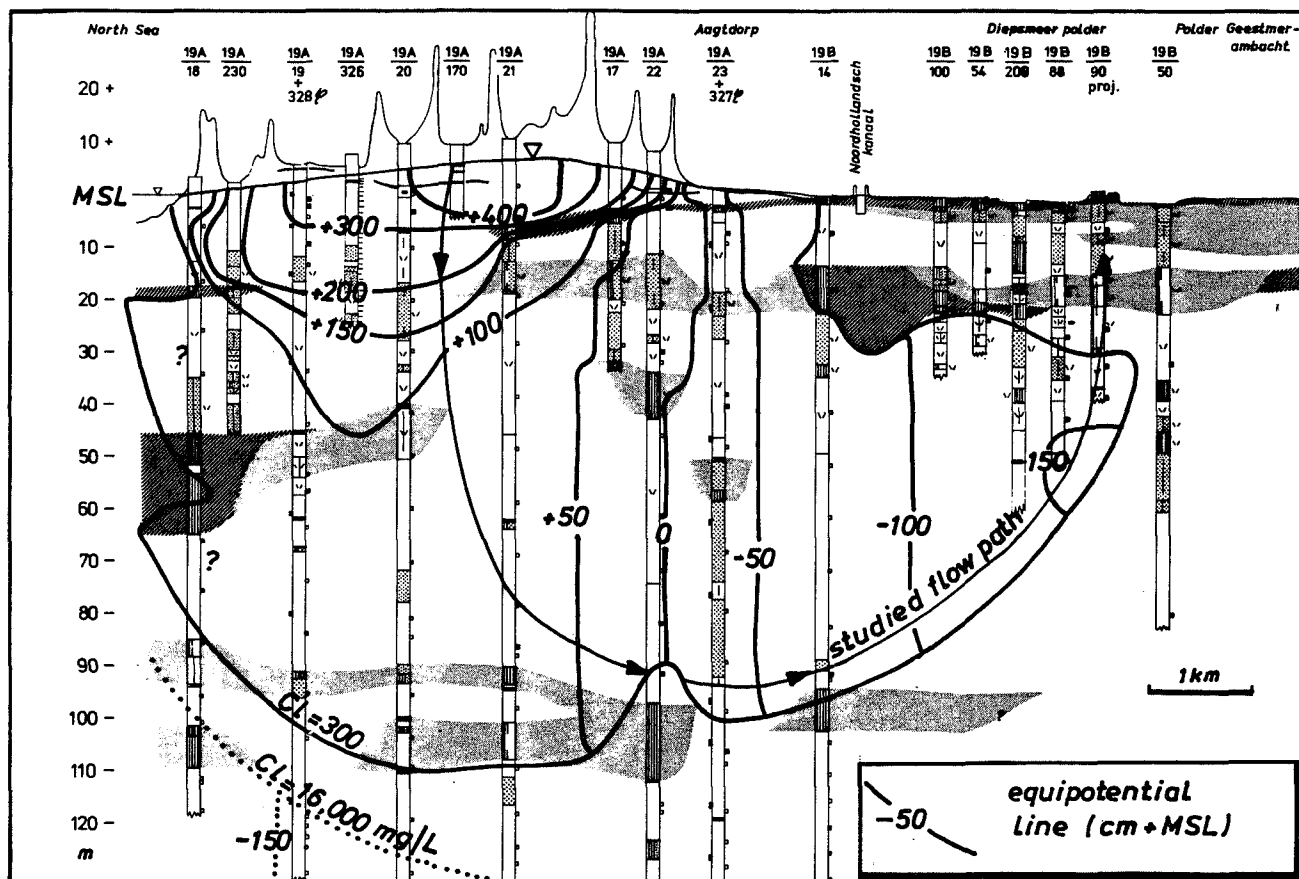 North Sea
Aagtdorp
Diepsmeer polder
Polder Geestmer-
ambacht
19A
18
19A
230
19A
19
+
328 φ
19A
326
19A
20
19A
170
19A
21
19A
17
19A
22
19A
23
+
327 φ
19B
14
Noordhollandsch
kanaal
19B
100
19B
54
19B
208
19B
88
19B
90
proj.
19B
50
20 +
10 +
MSL
10 –
20 –
30 –
40 –
50 –
60 –
70 –
80 –
90 –
100 –
110 –
120 –
m
+300
+400
+200
+150
+100
?
?
+50
0
-50
-100
-150
studied flow path
?
1km
Cl=300
Cl=16,000 mg/L
-150
-50
equipotential
line (cm+MSL)